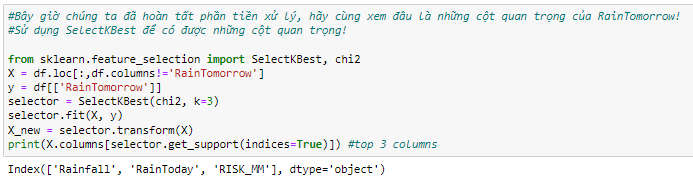 #Bây giờ chúng ta đã hoàn tất phần tiền xử lý, hãy cùng xem đâu là những cột quan trọng của RainTomorrow!
#Sử dụng SelectKBest để có được những cột quan trọng!
from sklearn.feature_selection import SelectKBest, chi2
X = df.loc[:,df.columns!='RainTomorrow']
y = df[['RainTomorrow']]
selector = SelectKBest(chi2, k=3)
selector.fit(X, y)
X_new = selector.transform(X)
print(X.columns[selector.get_support(indices=True)]) #top 3 columns
Index(['Rainfall', 'RainToday', 'RISK_MM'], dtype='object')